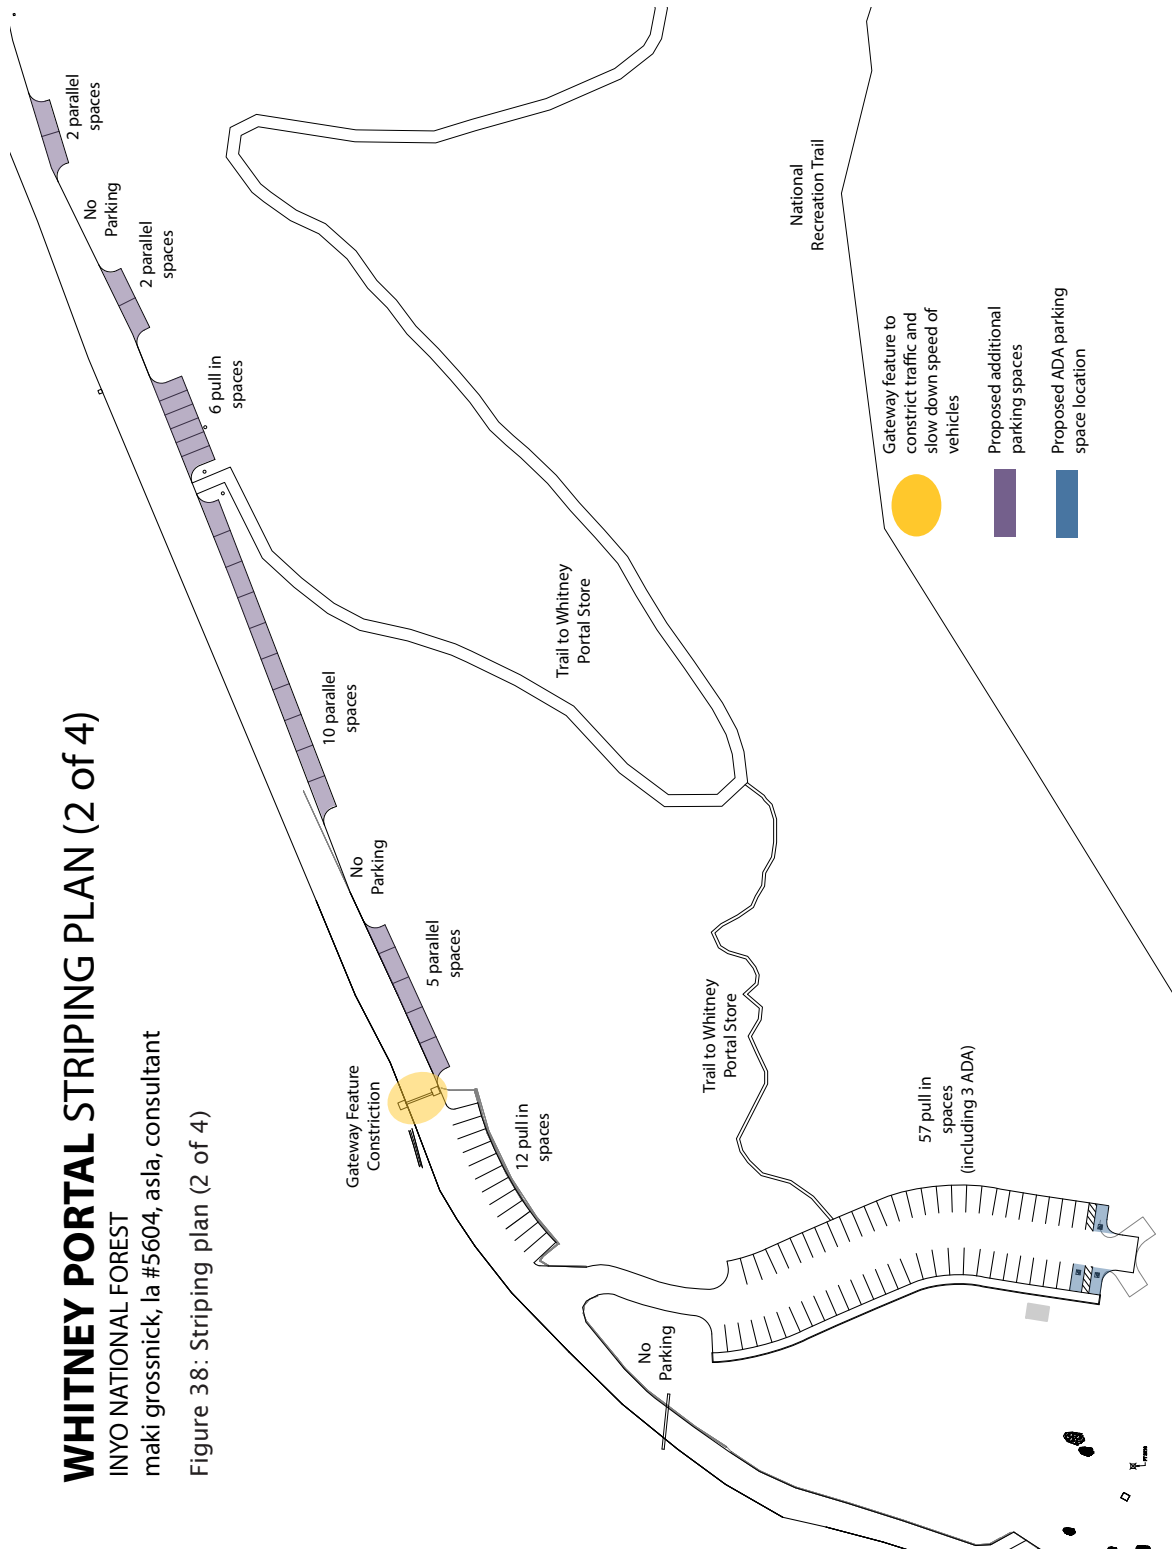 WHITNEY PORTAL STRIPING PLAN (2 of 4)
INYO NATIONAL FOREST
maki grossnick, la #5604, asla, consultant
Figure 38: Striping plan (2 of 4)
Gateway Feature
Constriction
No
Parking
12 pull in
spaces
5 parallel
spaces
No
Parking
10 parallel
spaces
6 pull in
spaces
2 parallel
spaces
No
Parking
2 parallel
spaces
Trail to Whitney
Portal Store
Trail to Whitney
Portal Store
57 pull in
spaces
(including 3 ADA)
National
Recreation Trail
Gateway feature to
constrict traffic and
slow down speed of
vehicles
Proposed additional
parking spaces
Proposed ADA parking
space location